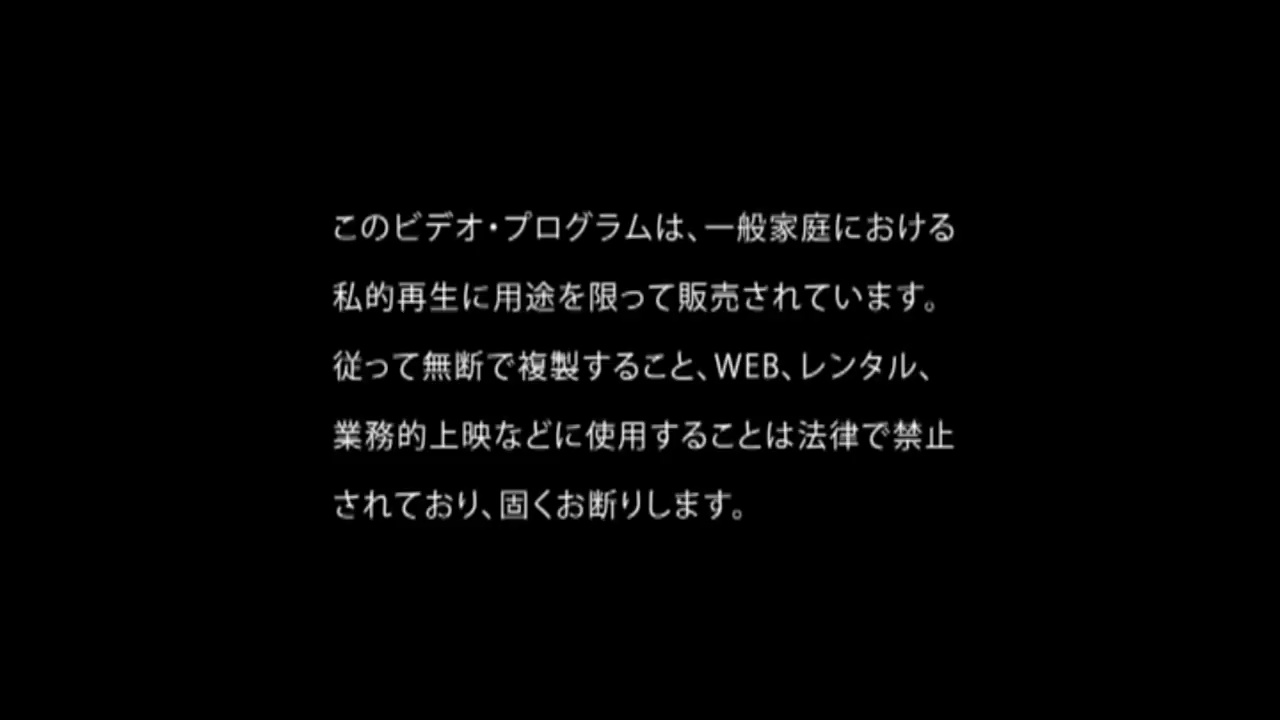 このビデオ・プログラムは、一般家庭における
私的再生に用途を限って販売されています。
従って無断で複製すること、WEB、レンタル、
業務的上映などに使用することは法律で禁止
されており、固くお断りします。